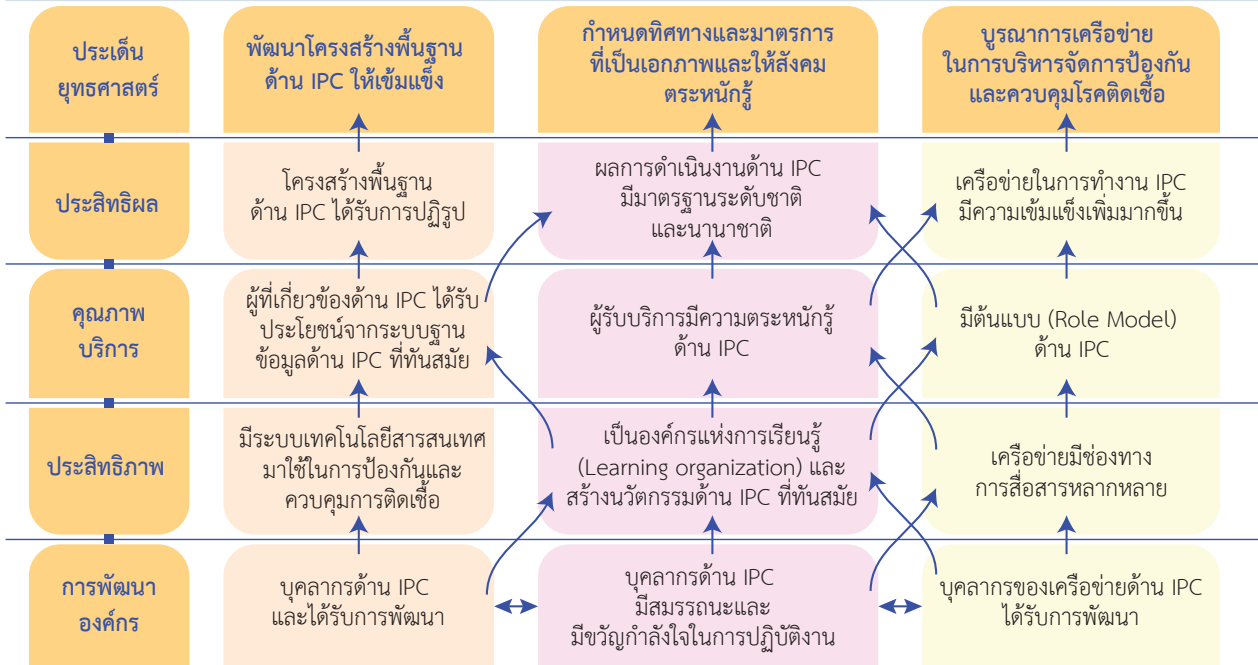 ประเด็น
ยุทธศาสตร์
พัฒนาโครงสร้างพื้นฐาน
ด้าน IPC ให้เข้มแข็ง
กำหนดทิศทางและมาตรการ
ที่เป็นเอกภาพและให้สังคม
ตระหนักรู้
บูรณาการเครือข่าย
ในการบริหารจัดการป้องกัน
และควบคุมโรคติดเชื้อ
ประสิทธิผล
โครงสร้างพื้นฐาน
ด้าน IPC ได้รับการปฏิรูป
ผลการดำเนินงานด้าน IPC
มีมาตรฐานระดับชาติ
และนานาชาติ
เครือข่ายในการทำงาน IPC
มีความเข้มแข็งเพิ่มมากขึ้น
คุณภาพ
บริการ
ผู้ที่เกี่ยวข้องด้าน IPC ได้รับ
ประโยชน์จากระบบฐาน
ข้อมูลด้าน IPC ที่ทันสมัย
ผู้รับบริการมีความตระหนักรู้
ด้าน IPC
มีต้นแบบ (Role Model)
ด้าน IPC
ประสิทธิภาพ
มีระบบเทคโนโลยีสารสนเทศ
มาใช้ในการป้องกันและ
ควบคุมการติดเชื้อ
เป็นองค์กรแห่งการเรียนรู้
(Learning organization) และ
สร้างนวัตกรรมด้าน IPC ที่ทันสมัย
เครือข่ายมีช่องทาง
การสื่อสารหลากหลาย
การพัฒนา
องค์กร
บุคลากรด้าน IPC
และได้รับการพัฒนา
บุคลากรด้าน IPC
มีสมรรถนะและ
มีขวัญกำลังใจในการปฏิบัติงาน
บุคลากรของเครือข่ายด้าน IPC
ได้รับการพัฒนา